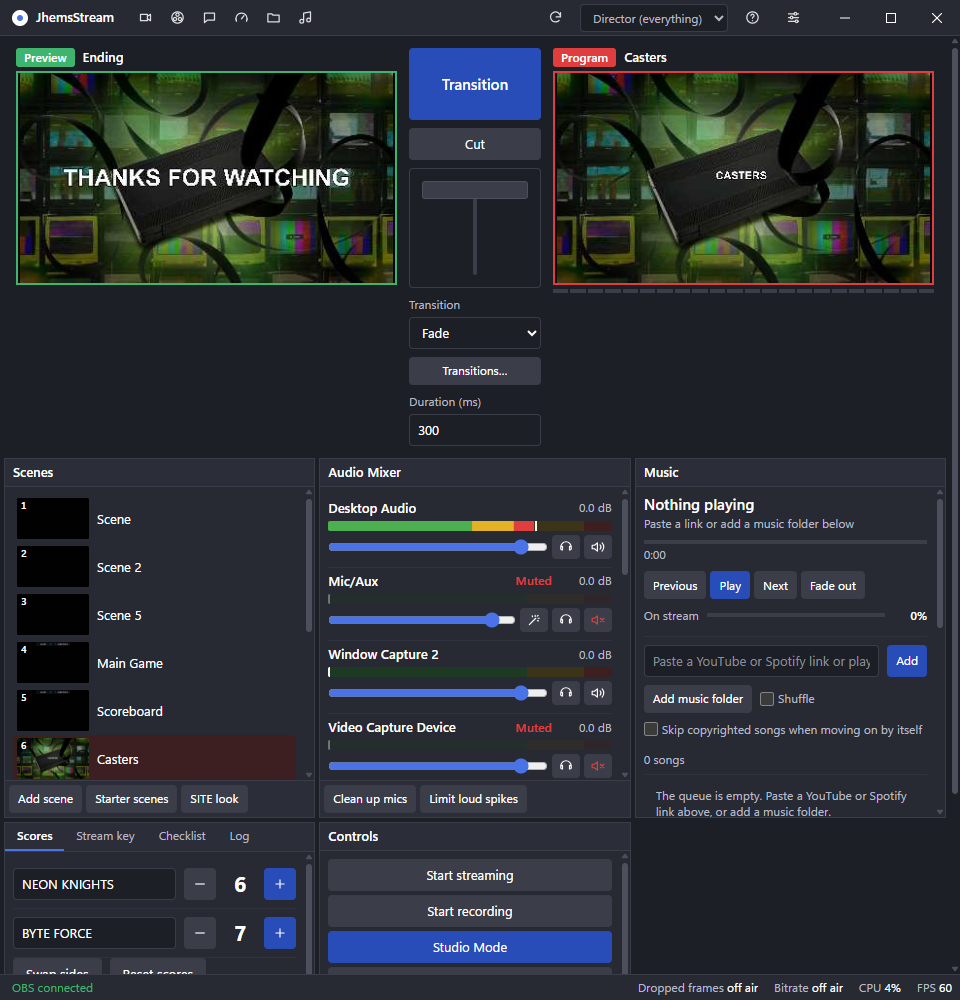 JhemsStream
Director (everything)
Preview Ending
THANKS FOR WATCHING
Transition
Cut
Transition
Fade
Transitions...
Duration (ms)
300
Program Casters
CASTERS
Scenes
1 Scene
2 Scene 2
3 Scene 5
4 Main Game
5 Scoreboard
6 Casters
Add scene Starter scenes SITE look
Audio Mixer
Desktop Audio 0.0 dB
Mic/Aux Muted 0.0 dB
Window Capture 2 0.0 dB
Video Capture Device Muted 0.0 dB
Clean up mics Limit loud spikes
Music
Nothing playing
Paste a link or add a music folder below
0:00
Previous Play Next Fade out
On stream 0%
Paste a YouTube or Spotify link or play Add
Add music folder Shuffle
Skip copyrighted songs when moving on by itself
0 songs
The queue is empty. Paste a YouTube or Spotify
link above, or add a music folder.
Scores Stream key Checklist Log
NEON KNIGHTS − 6 +
BYTE FORCE − 7 +
Swap sides Reset scores
Controls
Start streaming
Start recording
Studio Mode
OBS connected
Dropped frames off air Bitrate off air CPU 4% FPS 60